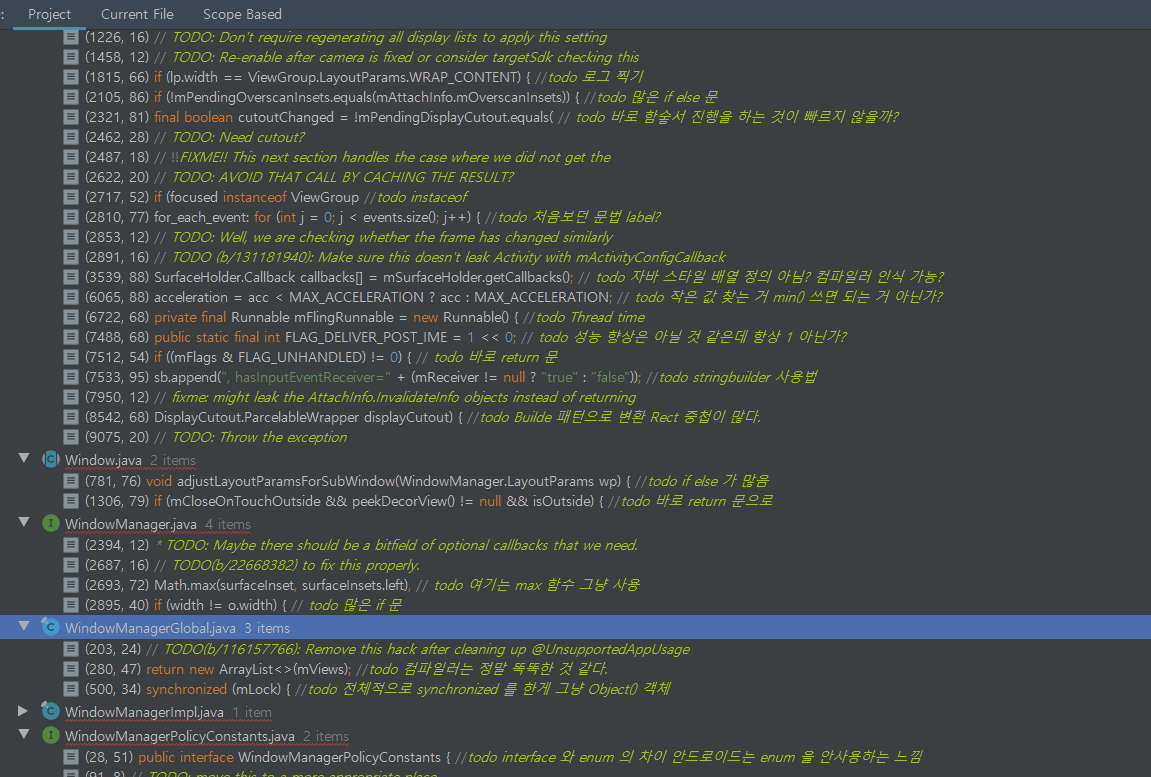 : Project Current File Scope Based
(1226, 16) // TODO: Don't require regenerating all display lists to apply this setting
(1458, 12) // TODO: Re-enable after camera is fixed or consider targetSdk checking this
(1815, 66) if (lp.width == ViewGroup.LayoutParams.WRAP_CONTENT) { //todo 로그 찍기
(2105, 86) if (!mPendingOverscanInsets.equals(mAttachInfo.mOverscanInsets)) { //todo 많은 if else 문
(2321, 81) final boolean cutoutChanged = !mPendingDisplayCutout.equals( // todo 바로 함숳서 진행을 하는 것이 빠르지 않을까?
(2462, 28) // TODO: Need cutout?
(2487, 18) // !!FIXME!! This next section handles the case where we did not get the
(2622, 20) // TODO: AVOID THAT CALL BY CACHING THE RESULT?
(2717, 52) if (focused instanceof ViewGroup //todo instaceof
(2810, 77) for_each_event: for (int j = 0; j < events.size(); j++) { //todo 처음보던 문법 label?
(2853, 12) // TODO: Well, we are checking whether the frame has changed similarly
(2891, 16) // TODO (b/131181940): Make sure this doesn't leak Activity with mActivityConfigCallback
(3539, 88) SurfaceHolder.Callback callbacks[] = mSurfaceHolder.getCallbacks(); // todo 자바 스타일 배열 정의 아님? 컴파일러 인식 가능?
(6065, 88) acceleration = acc < MAX_ACCELERATION ? acc : MAX_ACCELERATION; // todo 작은 값 찾는 거 min() 쓰면 되는 거 아닌가?
(6722, 68) private final Runnable mFlingRunnable = new Runnable() { //todo Thread time
(7488, 68) public static final int FLAG_DELIVER_POST_IME = 1 << 0; // todo 성능 향상은 아닐 것 같은데 항상 1 아닌가?
(7512, 54) if ((mFlags & FLAG_UNHANDLED) != 0) { // todo 바로 return 문
(7533, 95) sb.append(", hasInputEventReceiver=" + (mReceiver != null ? "true" : "false")); //todo stringbuilder 사용법
(7950, 12) // fixme: might leak the AttachInfo.InvalidateInfo objects instead of returning
(8542, 68) DisplayCutout.ParcelableWrapper displayCutout) { //todo Builde 패턴으로 변환 Rect 중첩이 많다.
(9075, 20) // TODO: Throw the exception
Window.java 2 items
(781, 76) void adjustLayoutParamsForSubWindow(WindowManager.LayoutParams wp) { //todo if else 가 많음
(1306, 79) if (mCloseOnTouchOutside && peekDecorView() != null && isOutside) { //todo 바로 return 문으로
WindowManager.java 4 items
(2394, 12) * TODO: Maybe there should be a bitfield of optional callbacks that we need.
(2687, 16) // TODO(b/22668382) to fix this properly.
(2693, 72) Math.max(surfaceInset, surfaceInsets.left), // todo 여기는 max 함수 그냥 사용
(2895, 40) if (width != o.width) { // todo 많은 if 문
WindowManagerGlobal.java 3 items
(203, 24) // TODO(b/116157766): Remove this hack after cleaning up @UnsupportedAppUsage
(280, 47) return new ArrayList<>(mViews); //todo 컴파일러는 정말 똑똑한 것 같다.
(500, 34) synchronized (mLock) { //todo 전체적으로 synchronized 를 한게 그냥 Object() 객체
WindowManagerImpl.java 1 item
WindowManagerPolicyConstants.java 2 items
(28, 51) public interface WindowManagerPolicyConstants { //todo interface 와 enum 의 차이 안드로이드는 enum 을 안사용하는 느낌
(91, 8) // TODO: move this to a more appropriate place